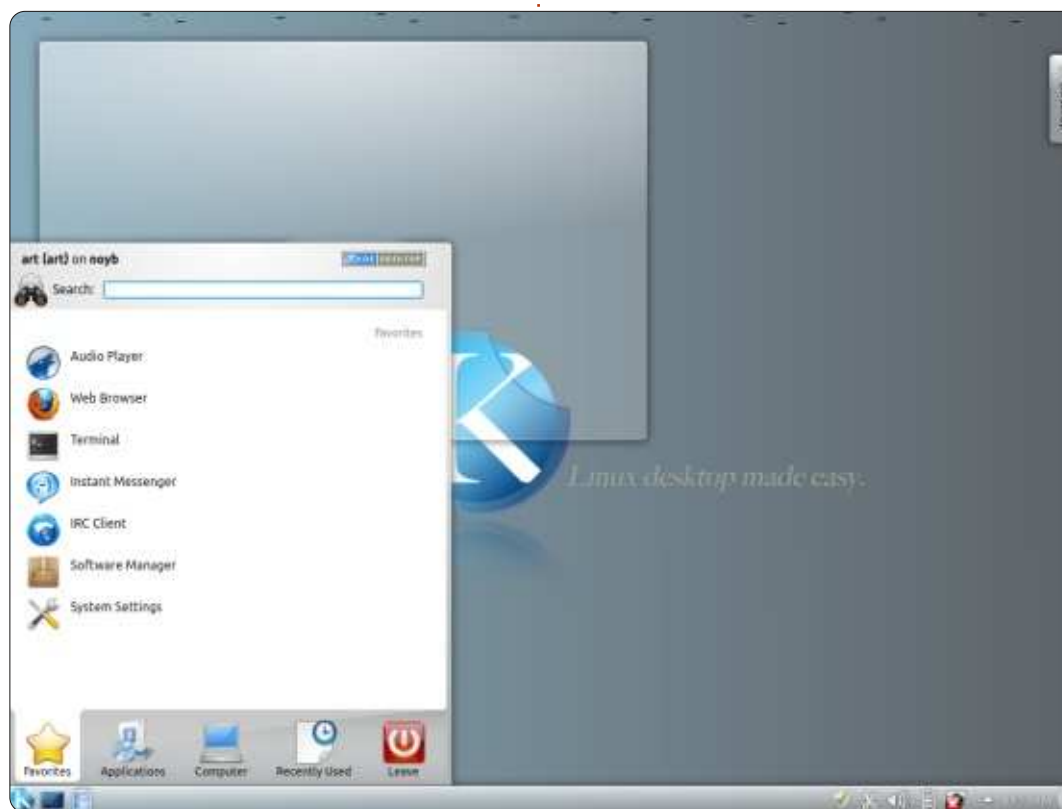 art (art) on noyb
Search:
Favorites
Audio Player
Web Browser
Terminal
Instant Messenger
IRC Client
Software Manager
System Settings
K
Linux desktop made easy.
Favorites
Applications
Computer
Recently Used
Leave